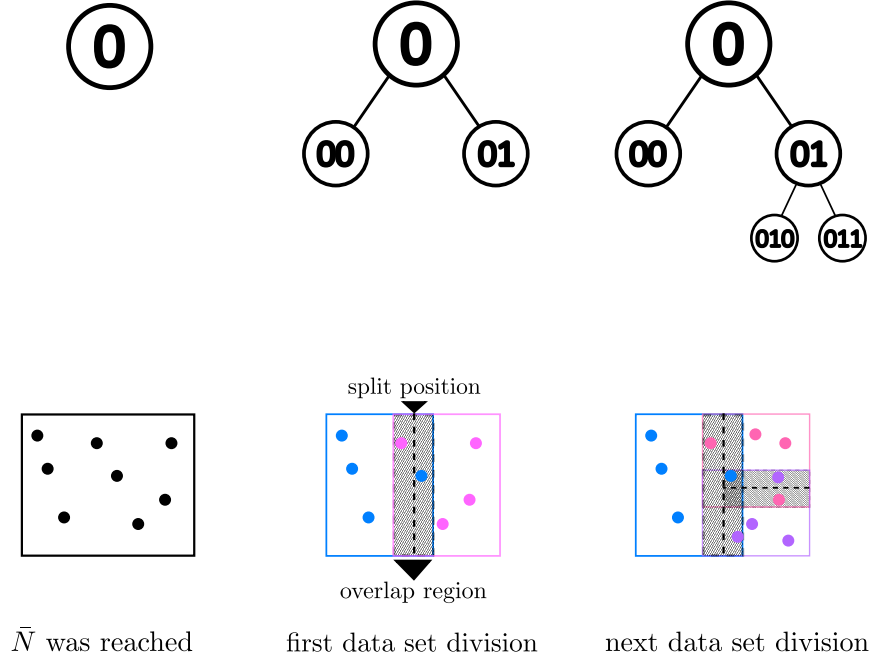 0
0
0
00
01
00
01
010
011
split position
overlap region
N̄ was reached
first data set division
next data set division